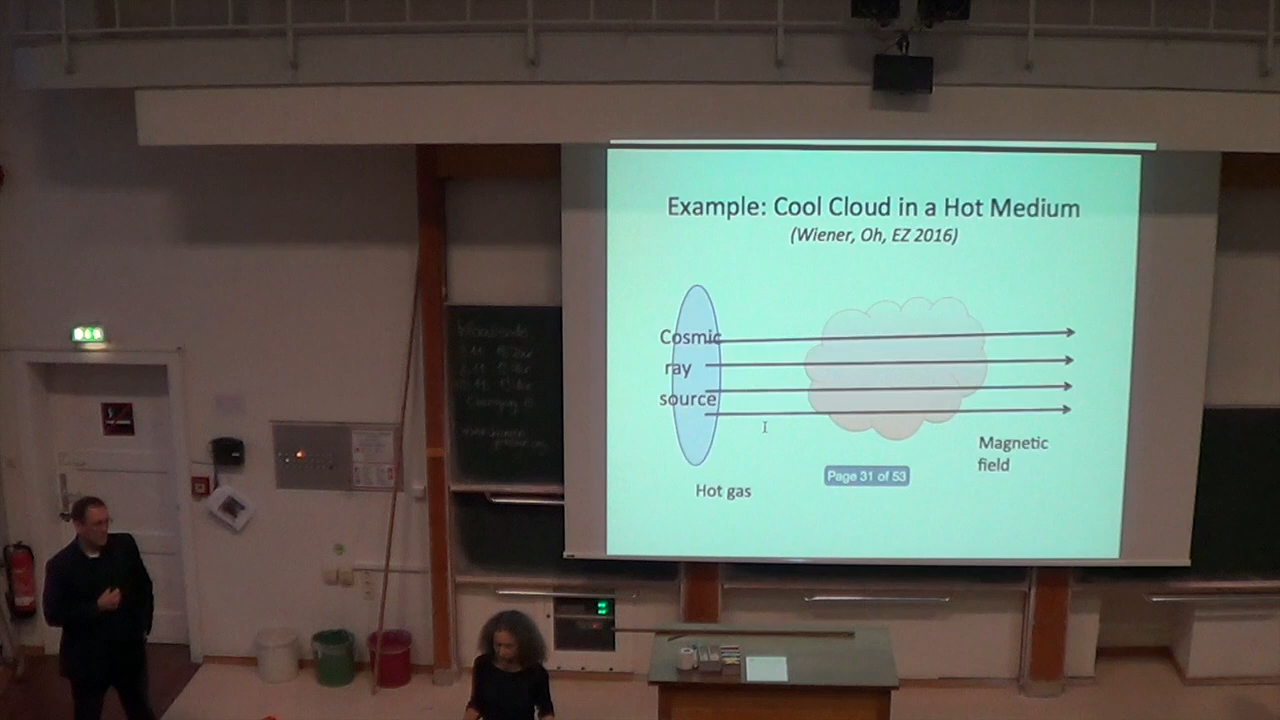 Example: Cool Cloud in a Hot Medium
(Wiener, Oh, EZ 2016)
Cosmic
ray
source
Magnetic
field
Page 31 of 53
Hot gas